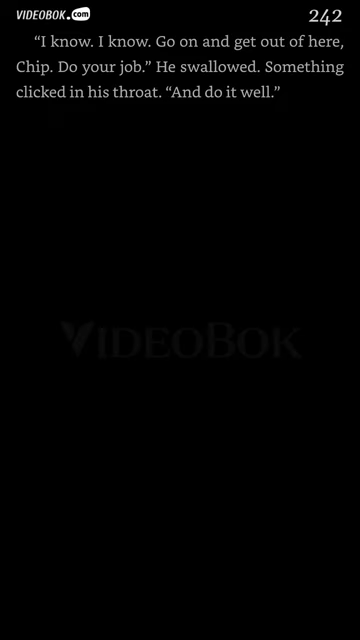 VIDEOBOK.com
242
“I know. I know. Go on and get out of here,
Chip. Do your job.” He swallowed. Something
clicked in his throat. “And do it well.”
VIDEOBOK